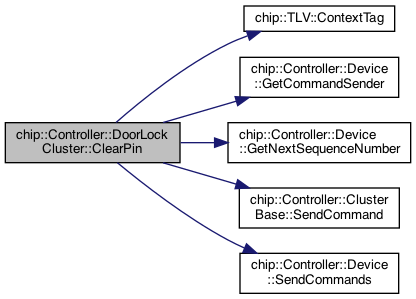 chip::TLV::ContextTag
chip::Controller::Device
::GetCommandSender
chip::Controller::DoorLock
Cluster::ClearPin
chip::Controller::Device
::GetNextSequenceNumber
chip::Controller::Cluster
Base::SendCommand
chip::Controller::Device
::SendCommands